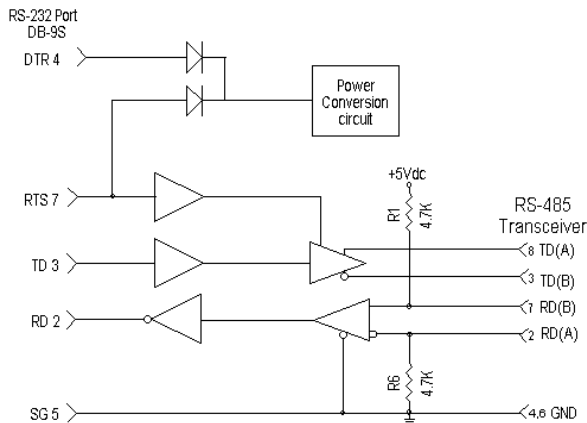 RS-232 Port
DB-9S
DTR 4
Power
Conversion
circuit
RTS 7
+5Vdc
R1
4.7K
RS-485
Transceiver
TD 3
8 TD(A)
3 TD(B)
RD 2
7 RD(B)
2 RD(A)
R6
4.7K
SG 5
4,6 GND